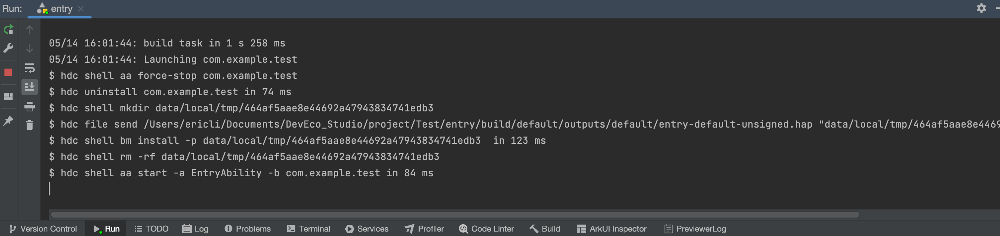 Run: entry
05/14 16:01:44: build task in 1 s 258 ms
05/14 16:01:44: Launching com.example.test
$ hdc shell aa force-stop com.example.test
$ hdc uninstall com.example.test in 74 ms
$ hdc shell mkdir data/local/tmp/464af5aae8e44692a47943834741edb3
$ hdc file send /Users/ericli/Documents/DevEco_Studio/project/Test/entry/build/default/outputs/default/entry-default-unsigned.hap "data/local/tmp/464af5aae8e4469
$ hdc shell bm install -p data/local/tmp/464af5aae8e44692a47943834741edb3  in 123 ms
$ hdc shell rm -rf data/local/tmp/464af5aae8e44692a47943834741edb3
$ hdc shell aa start -a EntryAbility -b com.example.test in 84 ms
Version Control Run TODO Log Problems Terminal Services Profiler Code Linter Build ArkUI Inspector PreviewerLog